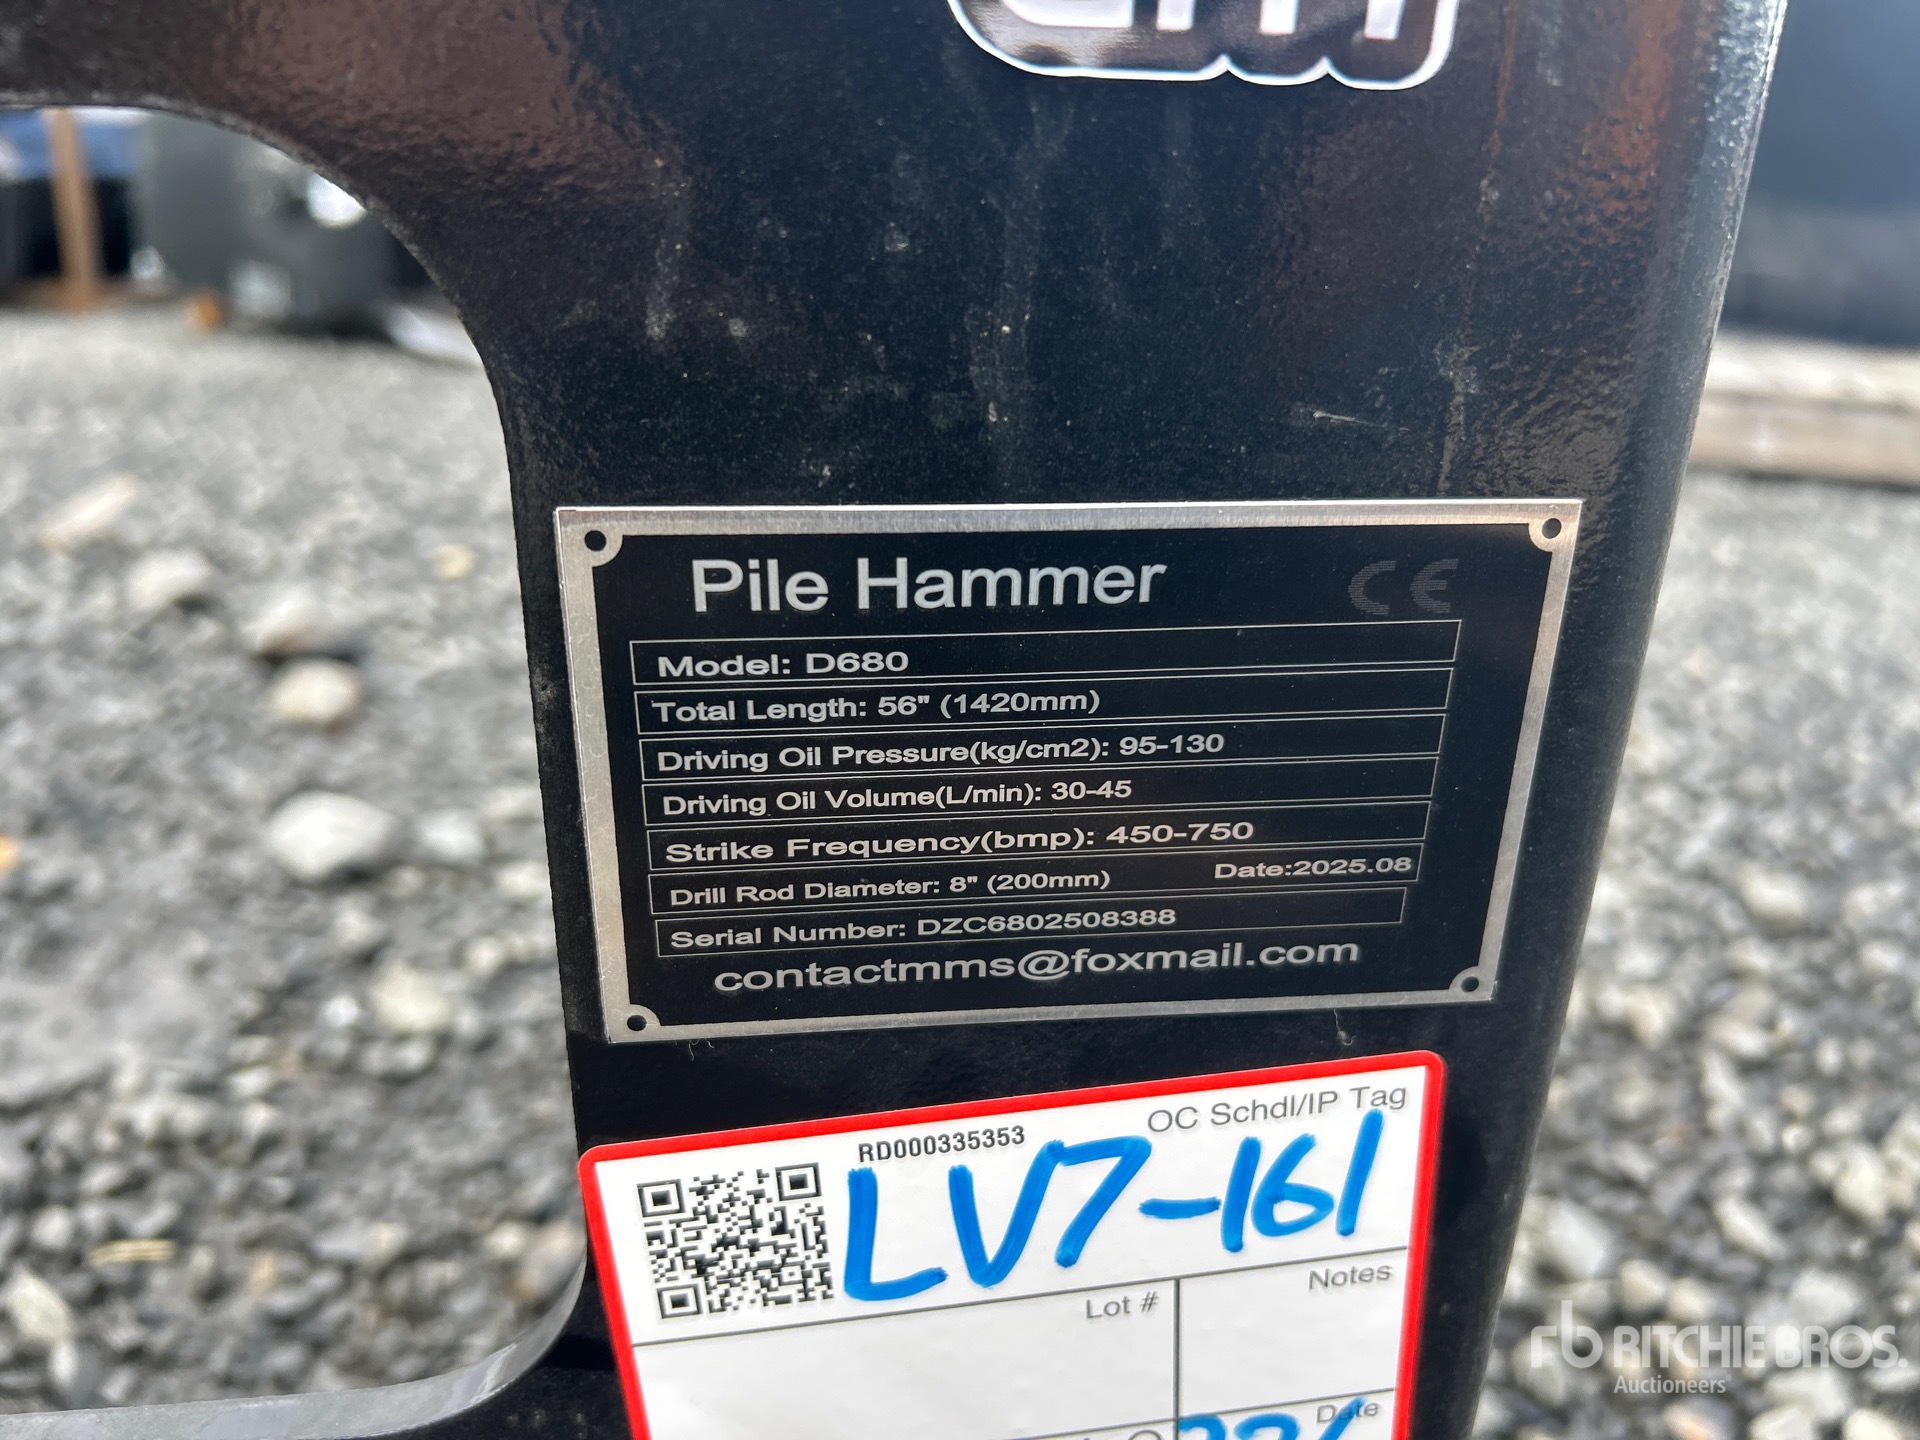 Pile Hammer CE
Model: D680
Total Length: 56" (1420mm)
Driving Oil Pressure(kg/cm2): 95-130
Driving Oil Volume(L/min): 30-45
Strike Frequency(bmp): 450-750
Drill Rod Diameter: 8" (200mm) Date:2025.08
Serial Number: DZC6802508388
contactmms@foxmail.com
OC Schdl/IP Tag
RD000335353
LV7-161
Lot #
Notes
Date
rb RITCHIE BROS.
Auctioneers